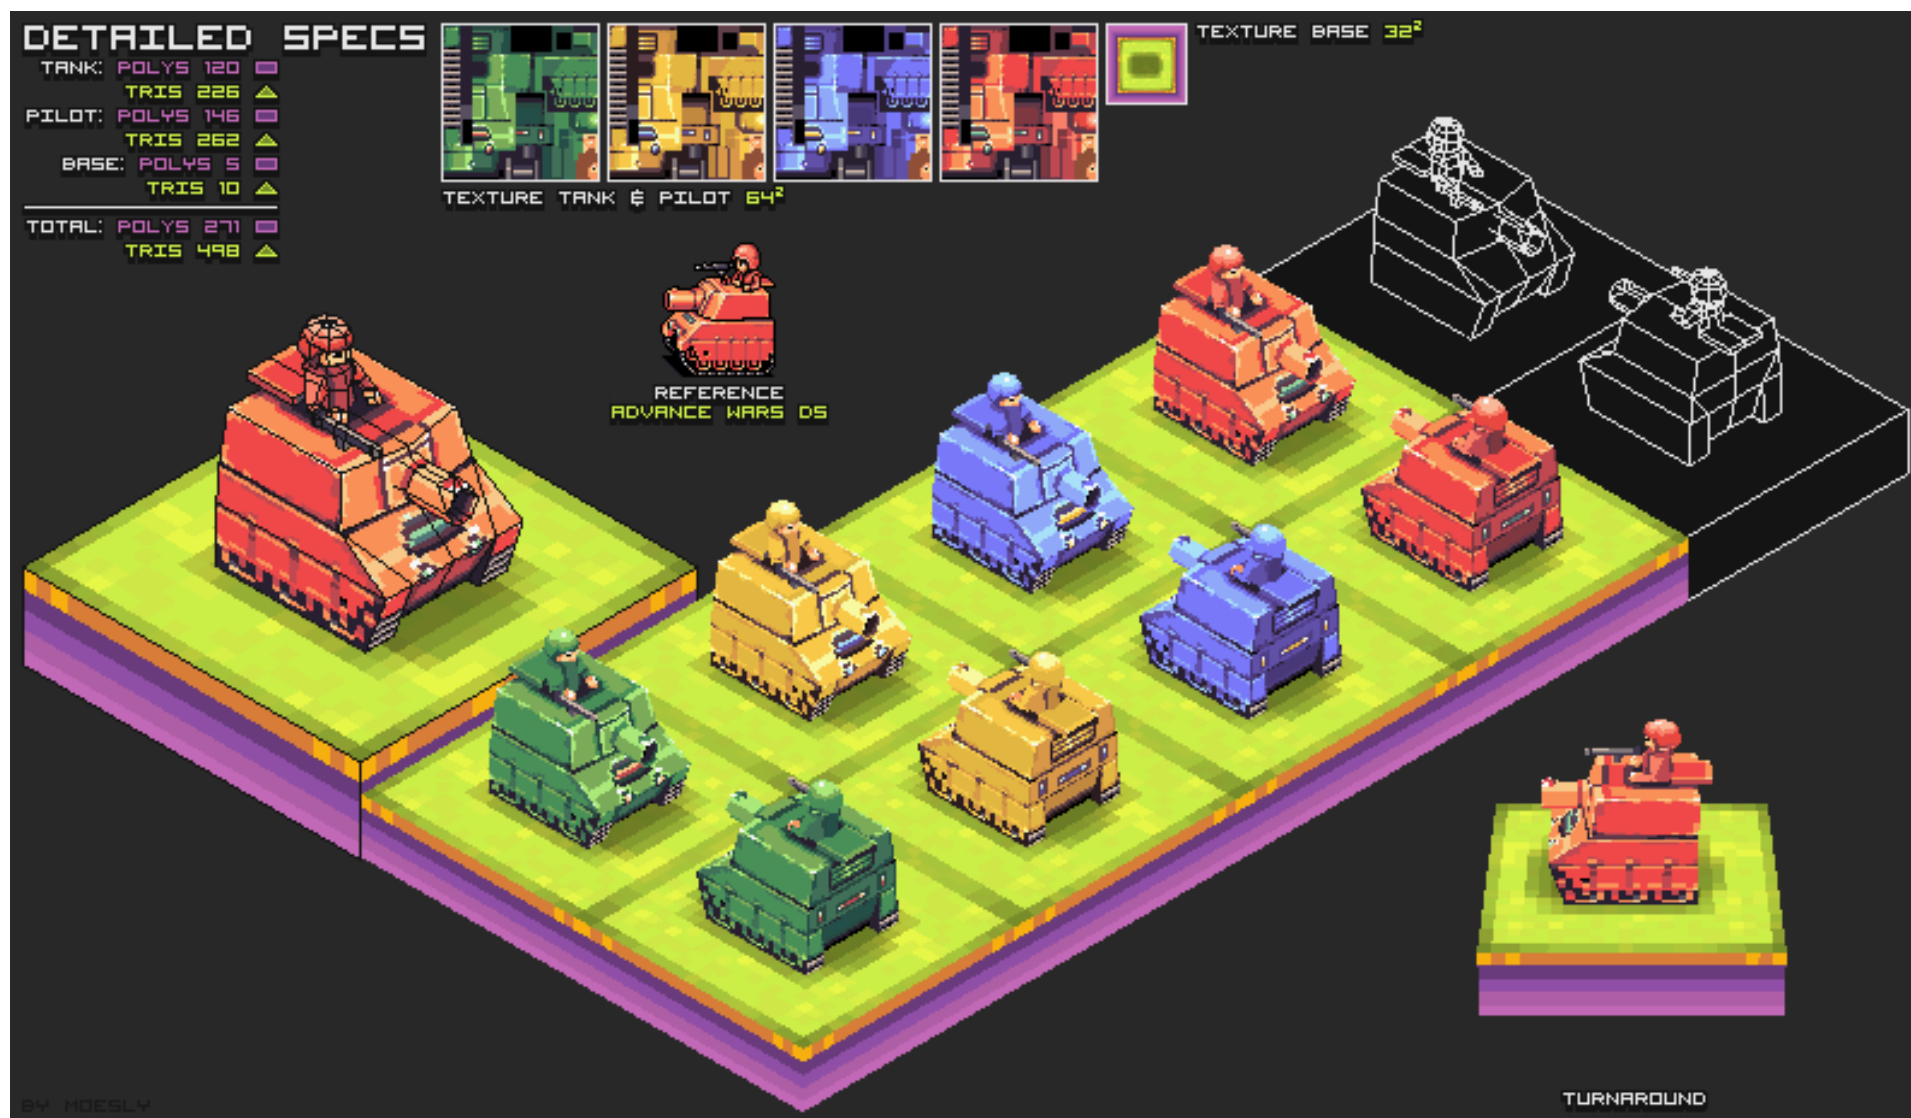 DETAILED SPECS
TANK: POLYS 120
TRIS 226
PILOT: POLYS 146
TRIS 262
BASE: POLYS 5
TRIS 10
TOTAL: POLYS 271
TRIS 498
TEXTURE TANK & PILOT 64²
TEXTURE BASE 32²
REFERENCE
ADVANCE WARS DS
TURNAROUND
BY MOESLY